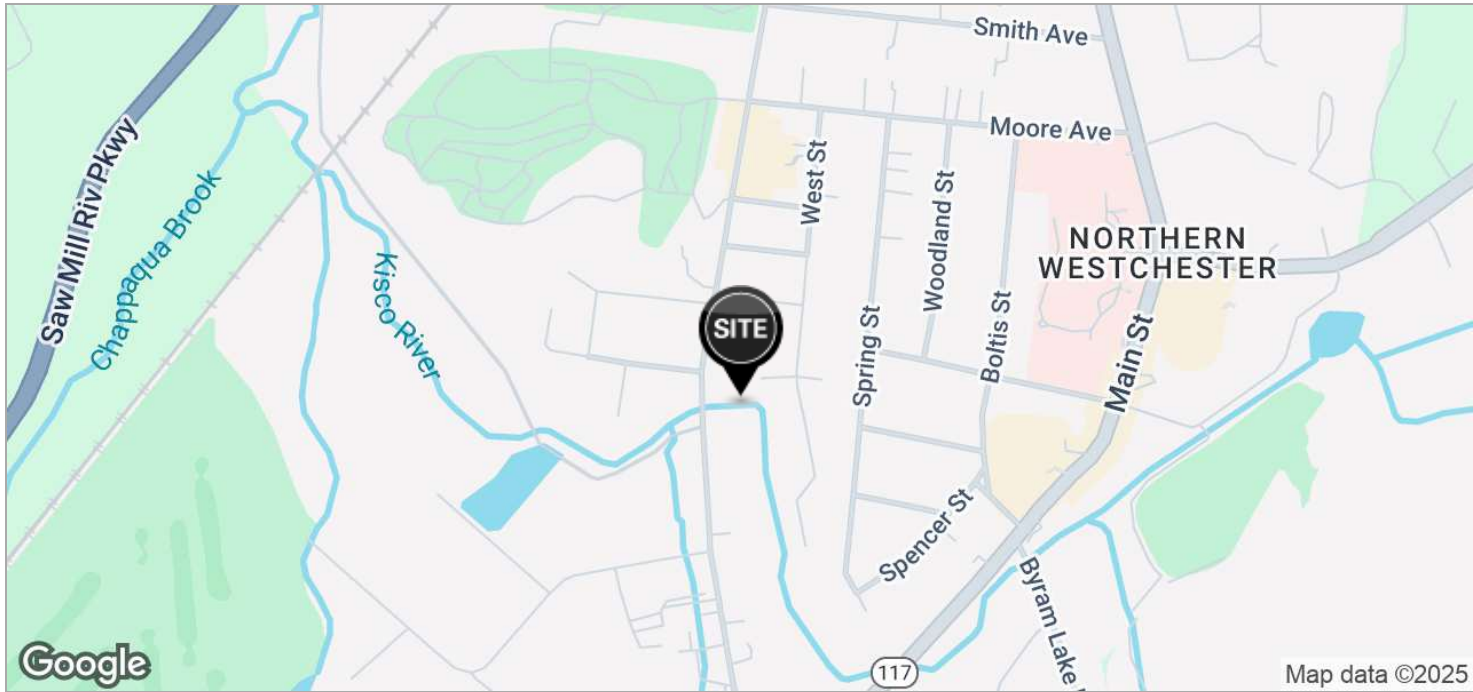 Smith Ave
Moore Ave
Saw Mill Riv Pkwy
Chappaqua Brook
Kisco River
West St
Woodland St
NORTHERN
WESTCHESTER
SITE
Spring St
Boltis St
Main St
Spencer St
Byram Lake
Google
117
Map data ©2025